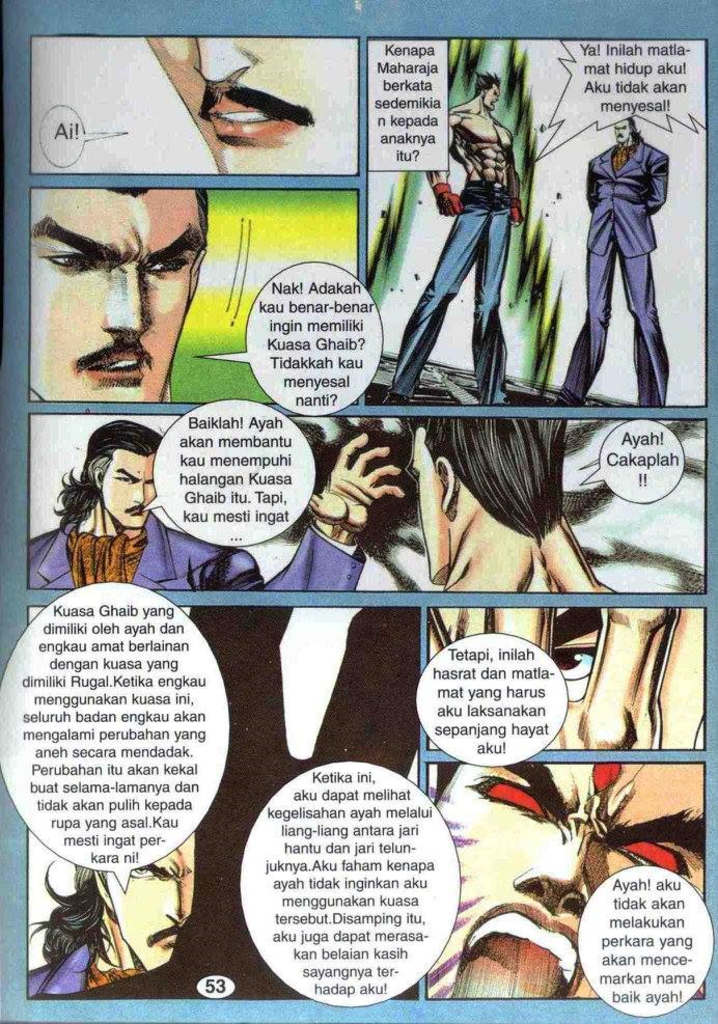 Ai!
Kenapa
Maharaja
berkata
sedemikia
n kepada
anaknya
itu?
Ya! Inilah matla-
mat hidup aku!
Aku tidak akan
menyesal!
Nak! Adakah
kau benar-benar
ingin memiliki
Kuasa Ghaib?
Tidakkah kau
menyesal
nanti?
Baiklah! Ayah
akan membantu
kau menempuhi
halangan Kuasa
Ghaib itu. Tapi,
kau mesti ingat
...
Ayah!
Cakaplah
!!
Kuasa Ghaib yang
dimiliki oleh ayah dan
engkau amat berlainan
dengan kuasa yang
dimiliki Rugal.Ketika engkau
menggunakan kuasa ini,
seluruh badan engkau akan
mengalami perubahan yang
aneh secara mendadak.
Perubahan itu akan kekal
buat selama-lamanya dan
tidak akan pulih kepada
rupa yang asal.Kau
mesti ingat per-
kara ni!
Ketika ini,
aku dapat melihat
kegelisahan ayah melalui
liang-liang antara jari
hantu dan jari telun-
juknya.Aku faham kenapa
ayah tidak inginkan aku
menggunakan kuasa
tersebut.Disamping itu,
aku juga dapat merasa-
kan belaian kasih
sayangnya ter-
hadap aku!
Tetapi, inilah
hasrat dan matla-
mat yang harus
aku laksanakan
sepanjang hayat
aku!
Ayah! aku
tidak akan
melakukan
perkara yang
akan mence-
markan nama
baik ayah!
53